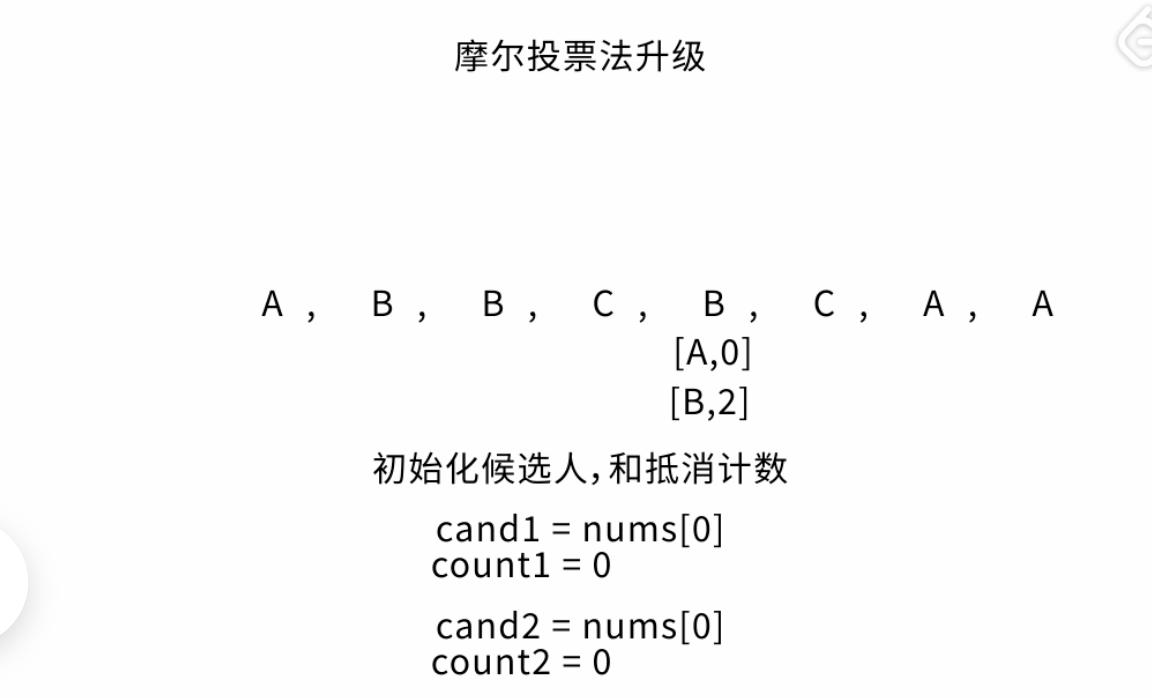 摩尔投票法升级
A , B , B , C , B , C , A , A
[A,0]
[B,2]
初始化候选人,和抵消计数
cand1 = nums[0]
count1 = 0
cand2 = nums[0]
count2 = 0